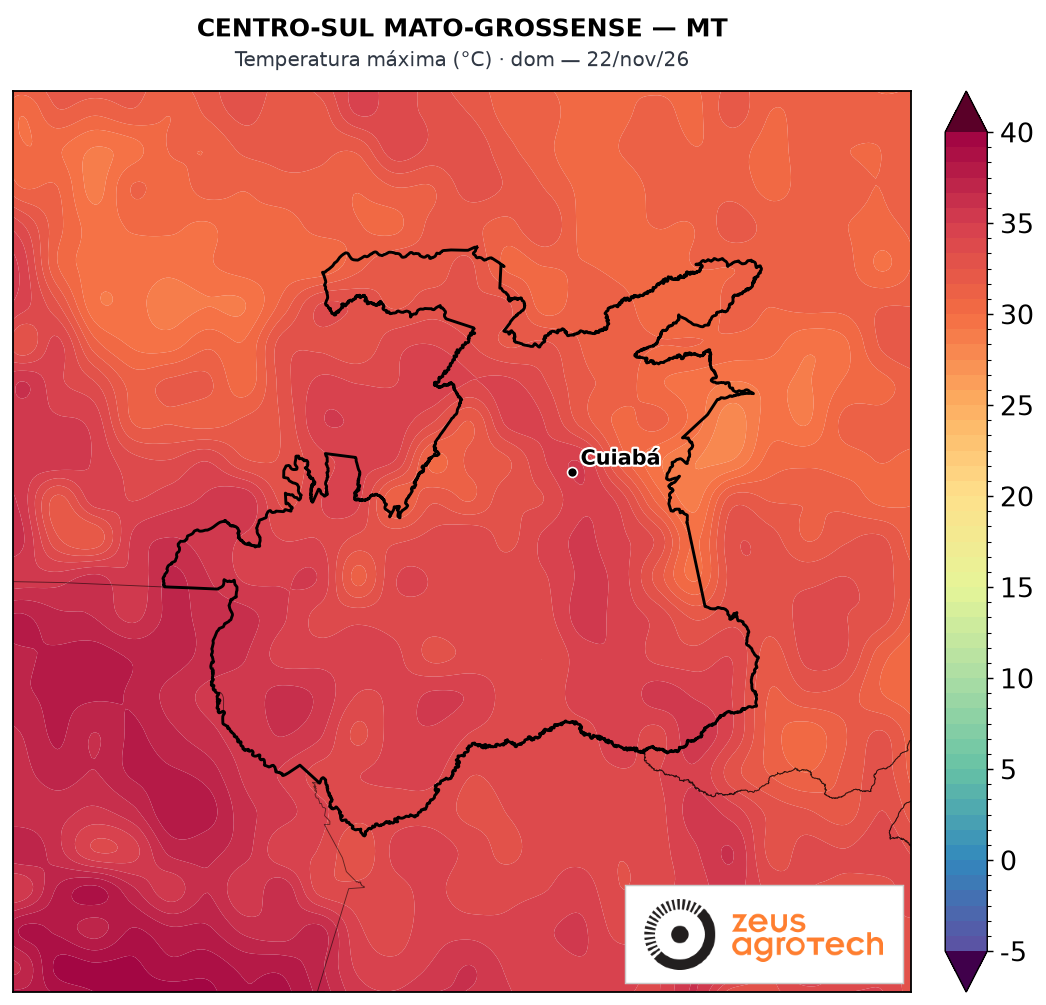 CENTRO-SUL MATO-GROSSENSE — MT
Temperatura máxima (°C) · dom — 22/nov/26
40
35
30
25
20
15
10
5
0
-5
Cuiabá
zeus
agrotech